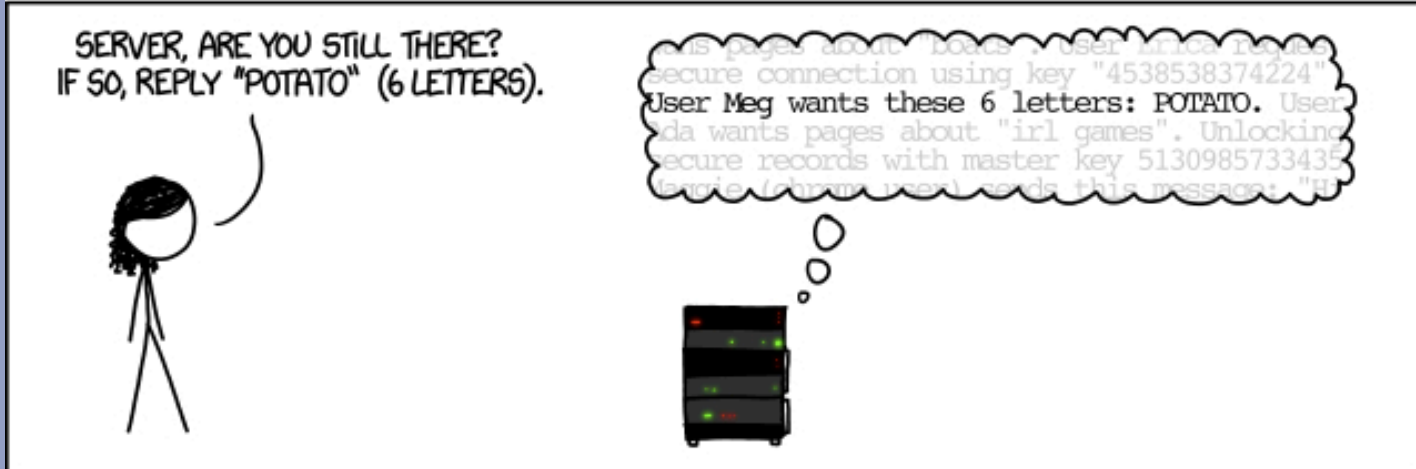 SERVER, ARE YOU STILL THERE?
IF SO, REPLY "POTATO" (6 LETTERS).
pages about "boats". User Erica reques
secure connection using key "4538538374224"
User Meg wants these 6 letters: POTATO. User
Ada wants pages about "irl games". Unlocking
secure records with master key 5130985733435
Maggie (chrome user) sends this message: "H